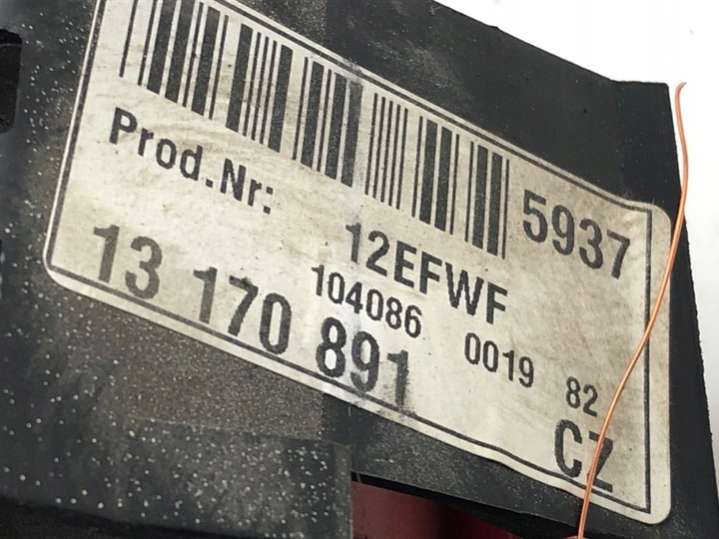 5937
Prod.Nr: 12EFWF
104086 0019 82
13 170 891 CZ